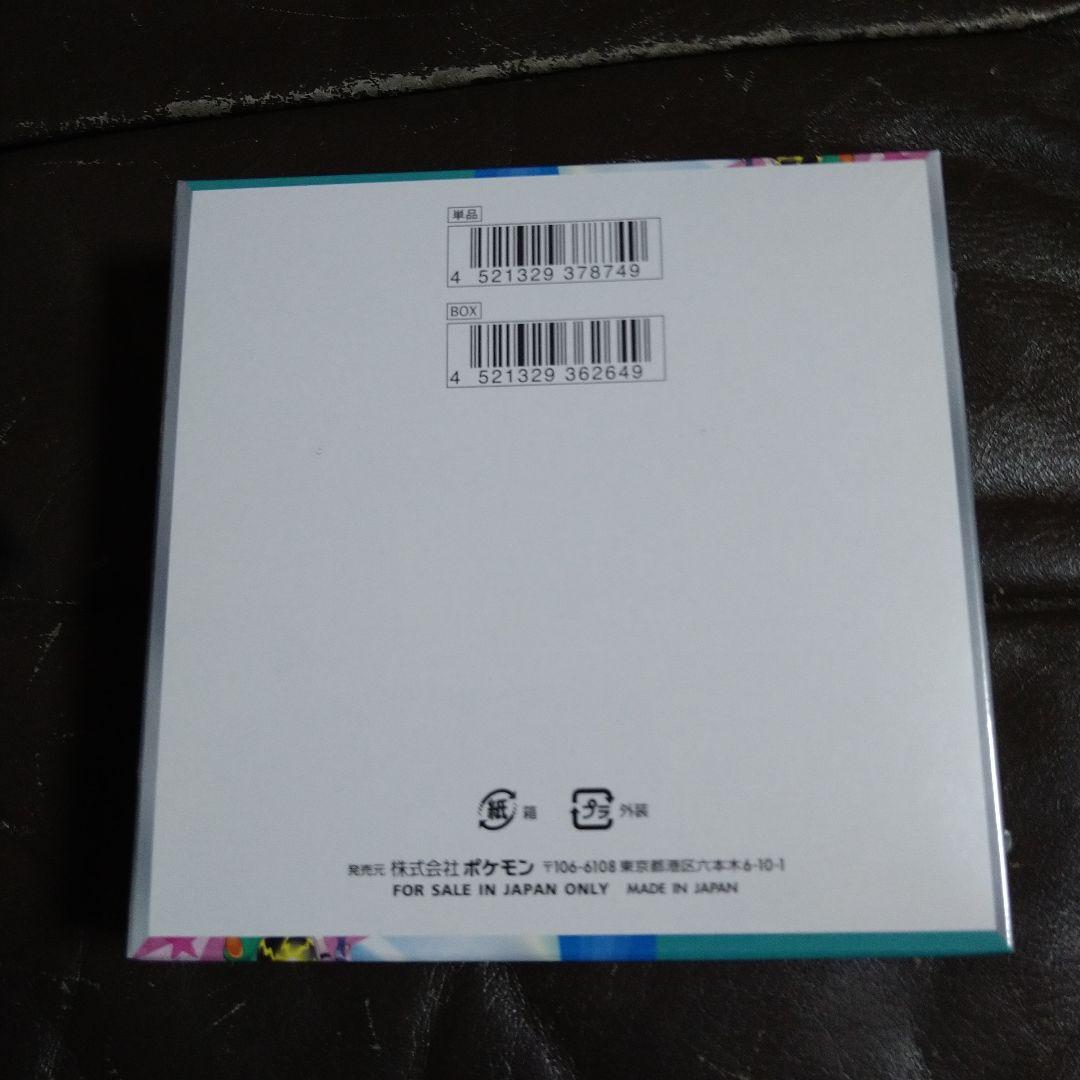 単品
4 521329 378749
BOX
4 521329 362649
紙 箱 プラ 外装
発売元 株式会社ポケモン 〒106-6108 東京都港区六本木6-10-1
FOR SALE IN JAPAN ONLY MADE IN JAPAN